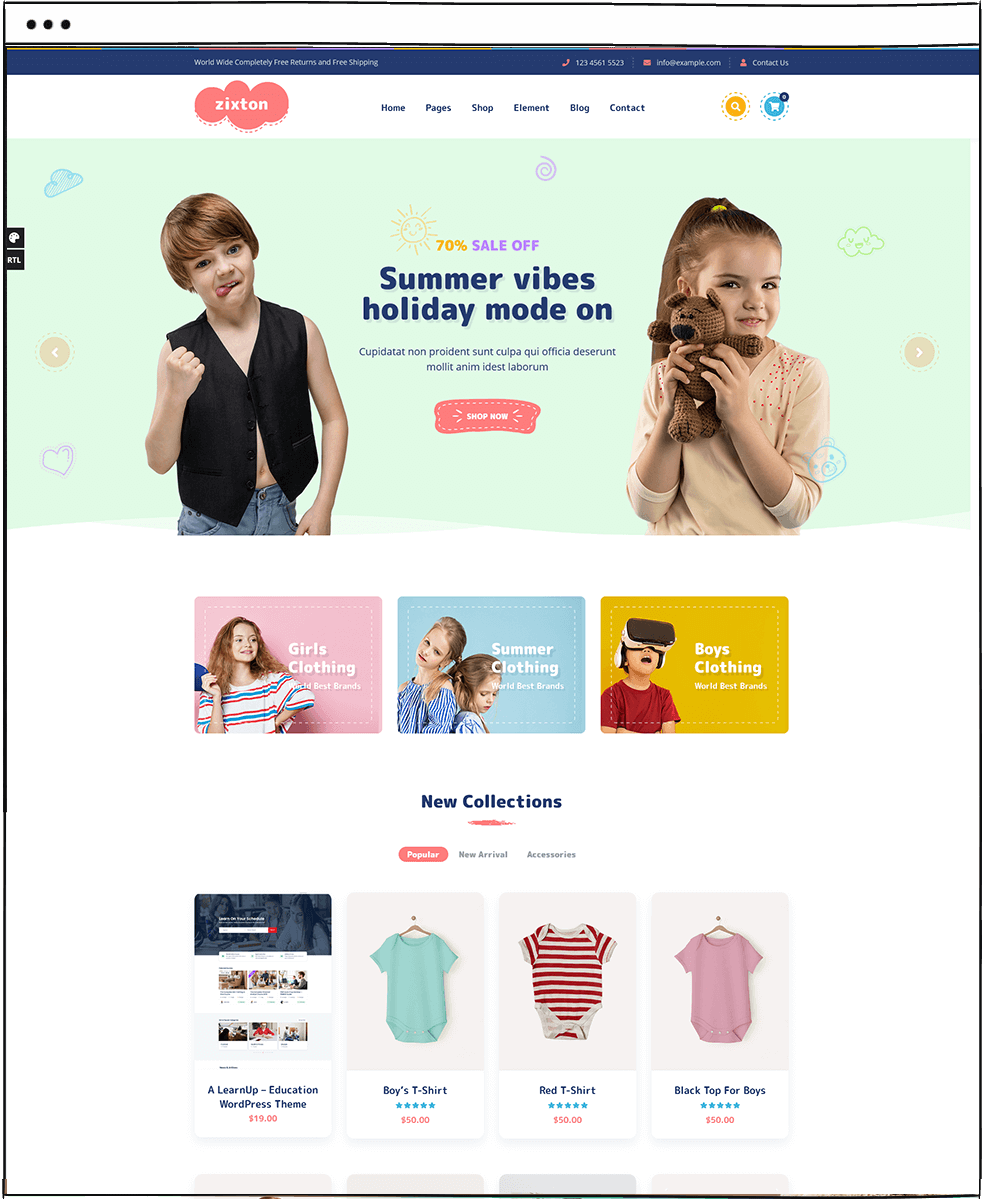 World Wide Completely Free Returns and Free Shipping
123 4561 5523
info@example.com
Contact Us
zixton
Home Pages Shop Element Blog Contact
0
RTL
70% SALE OFF
Summer vibes
holiday mode on
Cupidatat non proident sunt culpa qui officia deserunt
mollit anim idest laborum
SHOP NOW
Girls
Clothing
World Best Brands
Summer
Clothing
World Best Brands
Boys
Clothing
World Best Brands
New Collections
Popular New Arrival Accessories
Learn On Your Schedule
A LearnUp – Education
WordPress Theme
$19.00
Boy's T-Shirt
$50.00
Red T-Shirt
$50.00
Black Top For Boys
$50.00